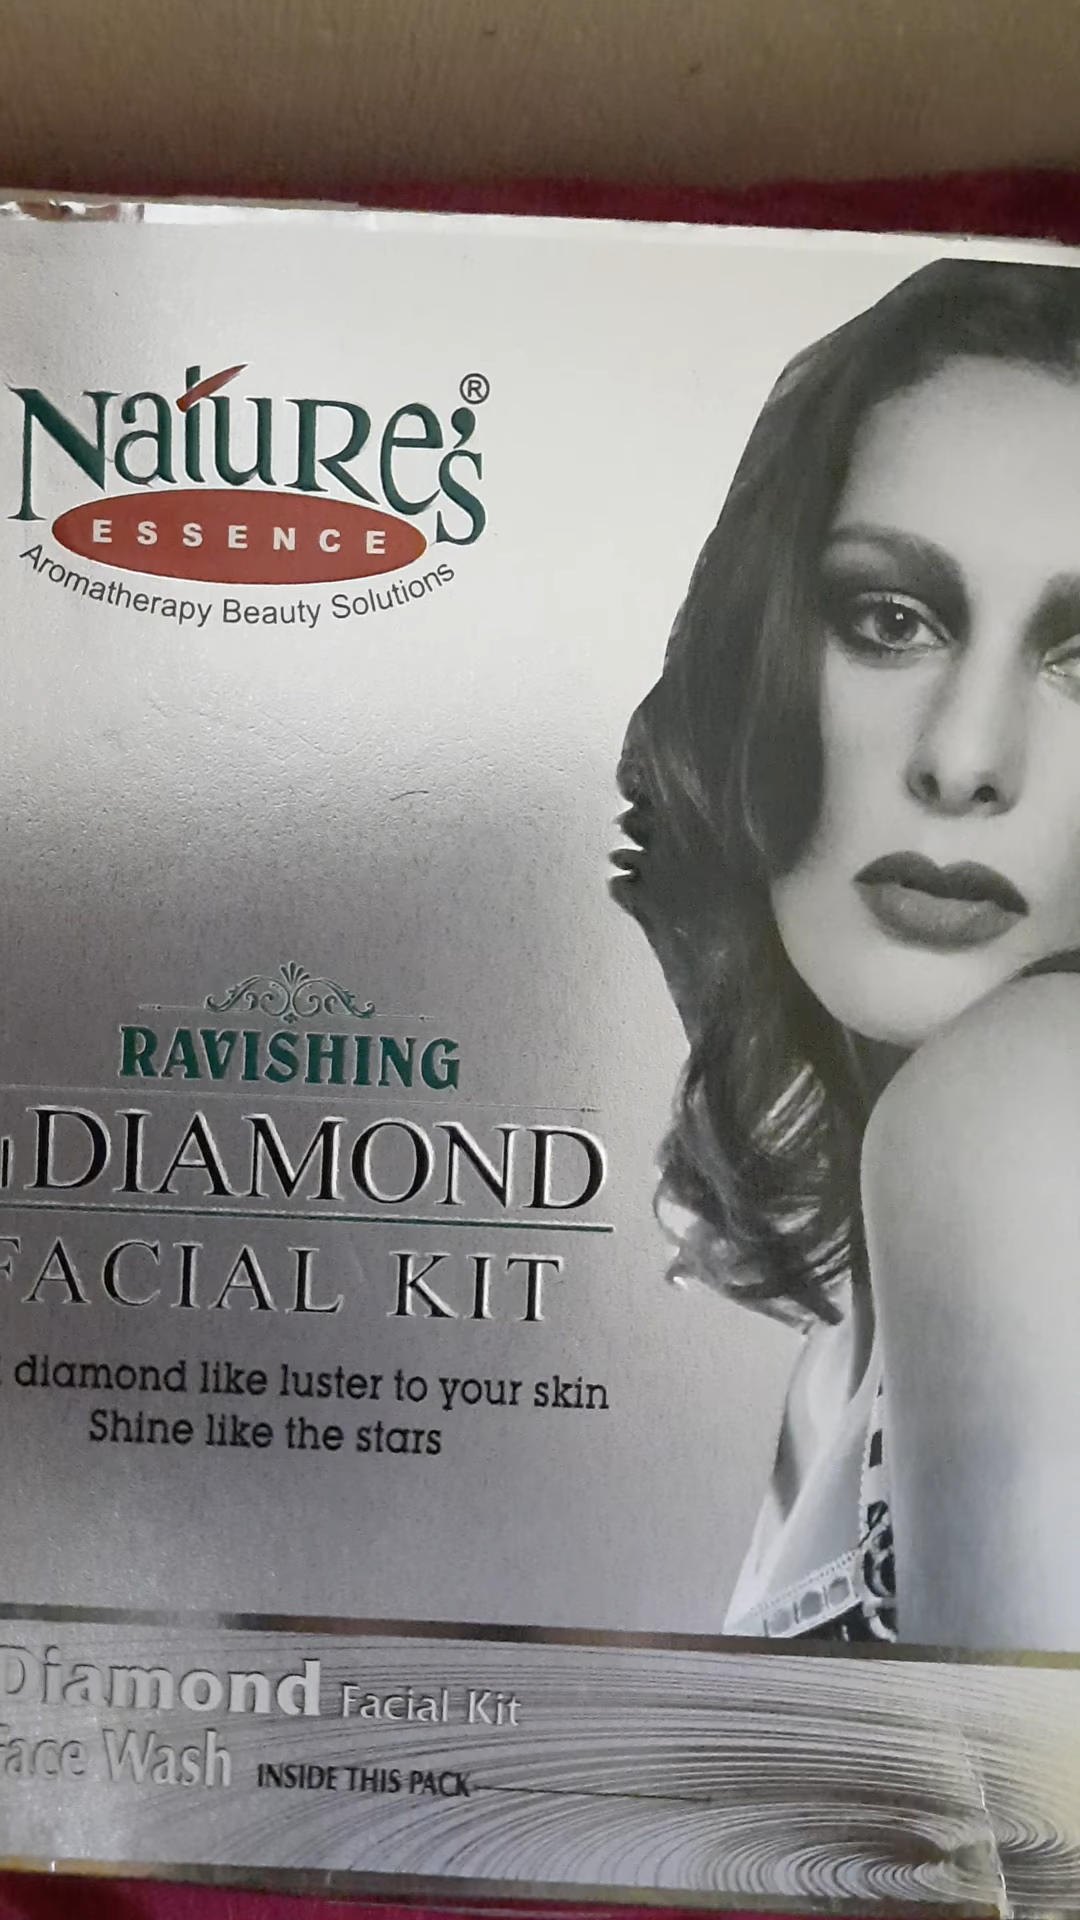 Nature's®
ESSENCE
Aromatherapy Beauty Solutions
RAVISHING
DIAMOND
FACIAL KIT
diamond like luster to your skin
Shine like the stars
Diamond Facial Kit
Face Wash INSIDE THIS PACK